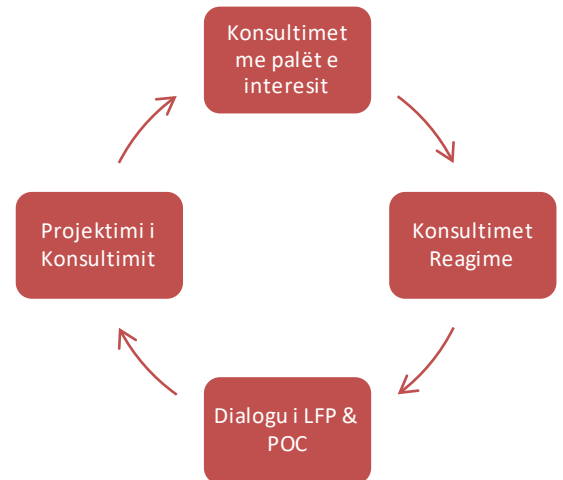 Konsultimet
me palët e
interesit
Projektimi i
Konsultimit
Konsultimet
Reagime
Dialogu i LFP &
POC